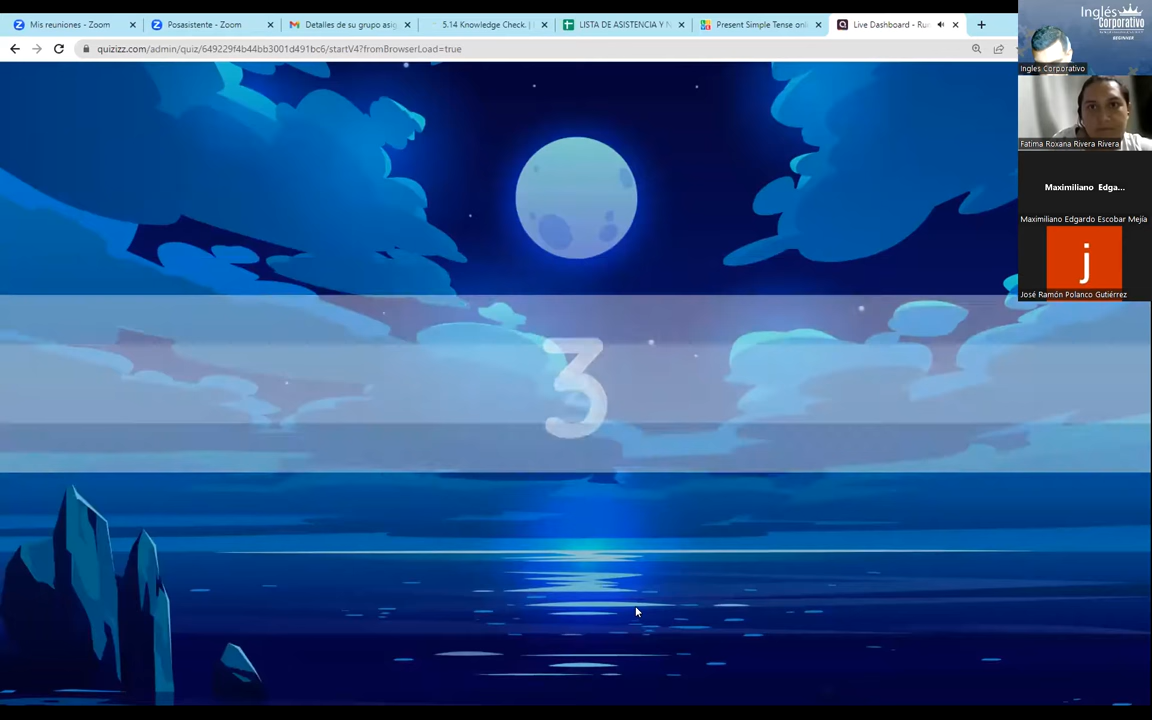 Mis reuniones - Zoom
Posasistente - Zoom
Detalles de su grupo asig
5.14 Knowledge Check. |
LISTA DE ASISTENCIA Y N
Present Simple Tense onl
Live Dashboard - Ru
quizizz.com/admin/quiz/649229f4b44bb3001d491bc6/startV4?fromBrowserLoad=true
Inglés
Corporativo
BEGINNER
Ingles Corporativo
Fatima Roxana Rivera Rivera
Maximiliano Edga...
Maximiliano Edgardo Escobar Mejía
j
José Ramón Polanco Gutiérrez
3